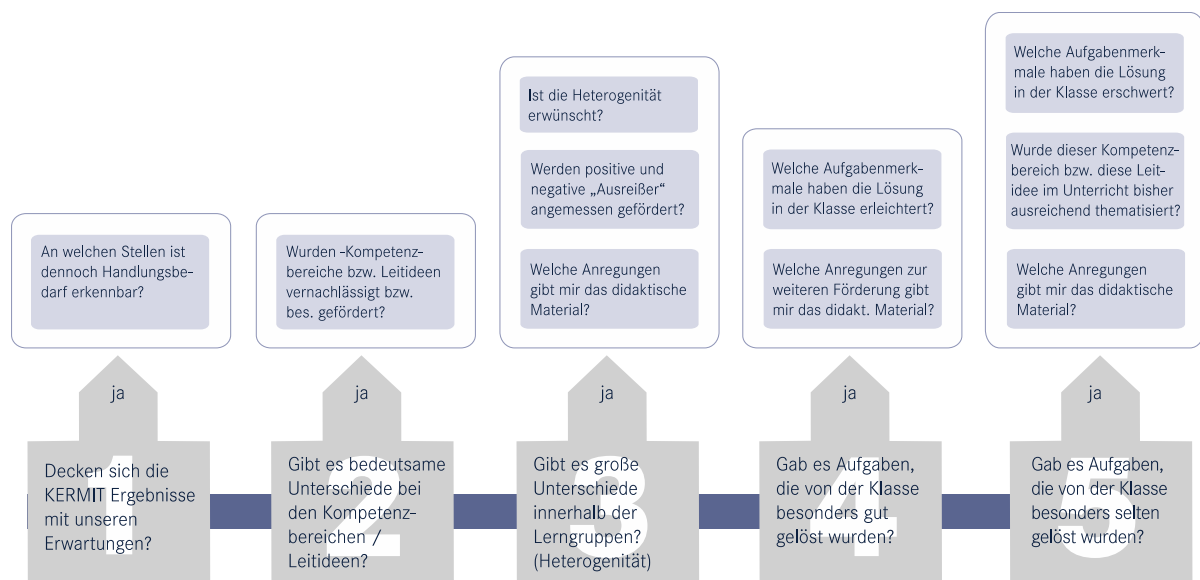 An welchen Stellen ist
dennoch Handlungsbe-
darf erkennbar?
ja
1
Decken sich die
KERMIT Ergebnisse
mit unseren
Erwartungen?
Wurden -Kompetenz-
bereiche bzw. Leitideen
vernachlässigt bzw.
bes. gefördert?
ja
2
Gibt es bedeutsame
Unterschiede bei
den Kompetenz-
bereichen /
Leitideen?
Ist die Heterogenität
erwünscht?
Werden positive und
negative „Ausreißer“
angemessen gefördert?
Welche Anregungen
gibt mir das didaktische
Material?
ja
3
Gibt es große
Unterschiede
innerhalb der
Lerngruppen?
(Heterogenität)
Welche Aufgabenmerk-
male haben die Lösung
in der Klasse erleichtert?
Welche Anregungen zur
weiteren Förderung gibt
mir das didakt. Material?
ja
4
Gab es Aufgaben,
die von der Klasse
besonders gut
gelöst wurden?
Welche Aufgabenmerk-
male haben die Lösung
in der Klasse erschwert?
Wurde dieser Kompetenz-
bereich bzw. diese Leit-
idee im Unterricht bisher
ausreichend thematisiert?
Welche Anregungen
gibt mir das didaktische
Material?
ja
5
Gab es Aufgaben,
die von der Klasse
besonders selten
gelöst wurden?